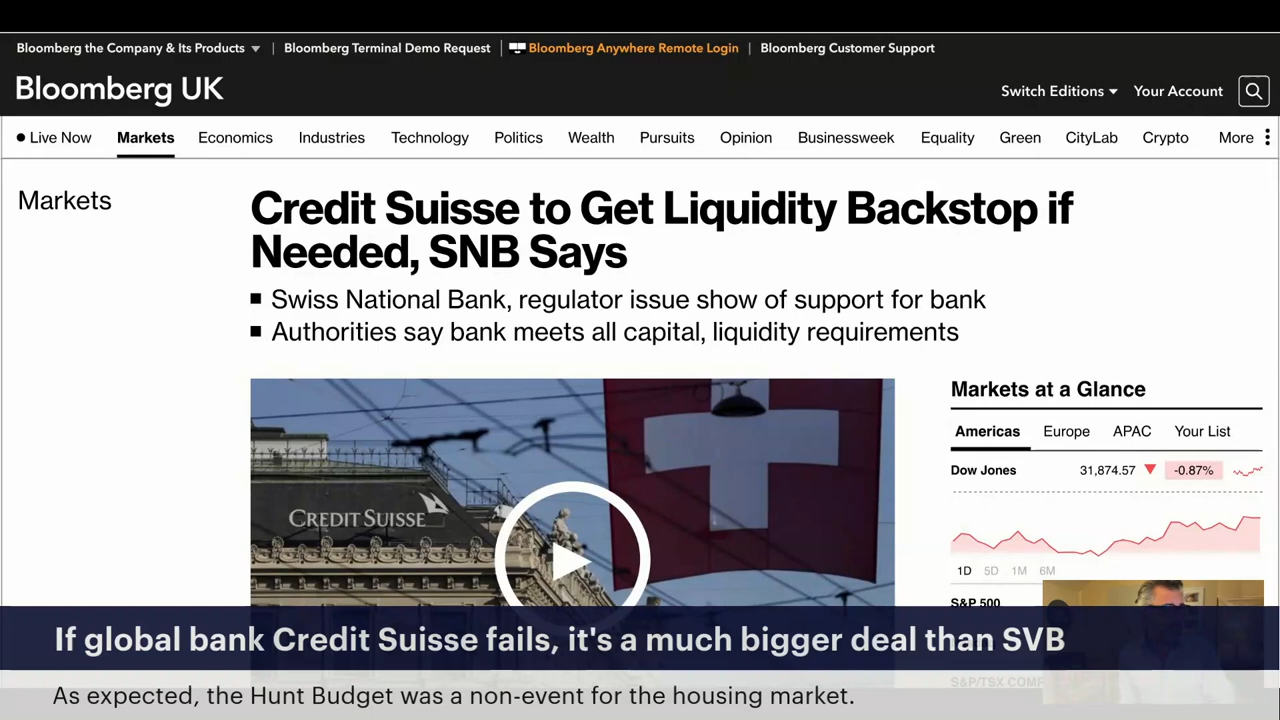 Bloomberg the Company & Its Products
Bloomberg Terminal Demo Request
Bloomberg Anywhere Remote Login
Bloomberg Customer Support
Bloomberg UK
Switch Editions
Your Account
Live Now
Markets
Economics
Industries
Technology
Politics
Wealth
Pursuits
Opinion
Businessweek
Equality
Green
CityLab
Crypto
More
Markets
Credit Suisse to Get Liquidity Backstop if
Needed, SNB Says
Swiss National Bank, regulator issue show of support for bank
Authorities say bank meets all capital, liquidity requirements
CREDIT SUISSE
Markets at a Glance
Americas
Europe
APAC
Your List
Dow Jones
31,874.57
-0.87%
1D
5D
1M
6M
S&P 500
If global bank Credit Suisse fails, it's a much bigger deal than SVB
S&P/TSX COMP
As expected, the Hunt Budget was a non-event for the housing market.